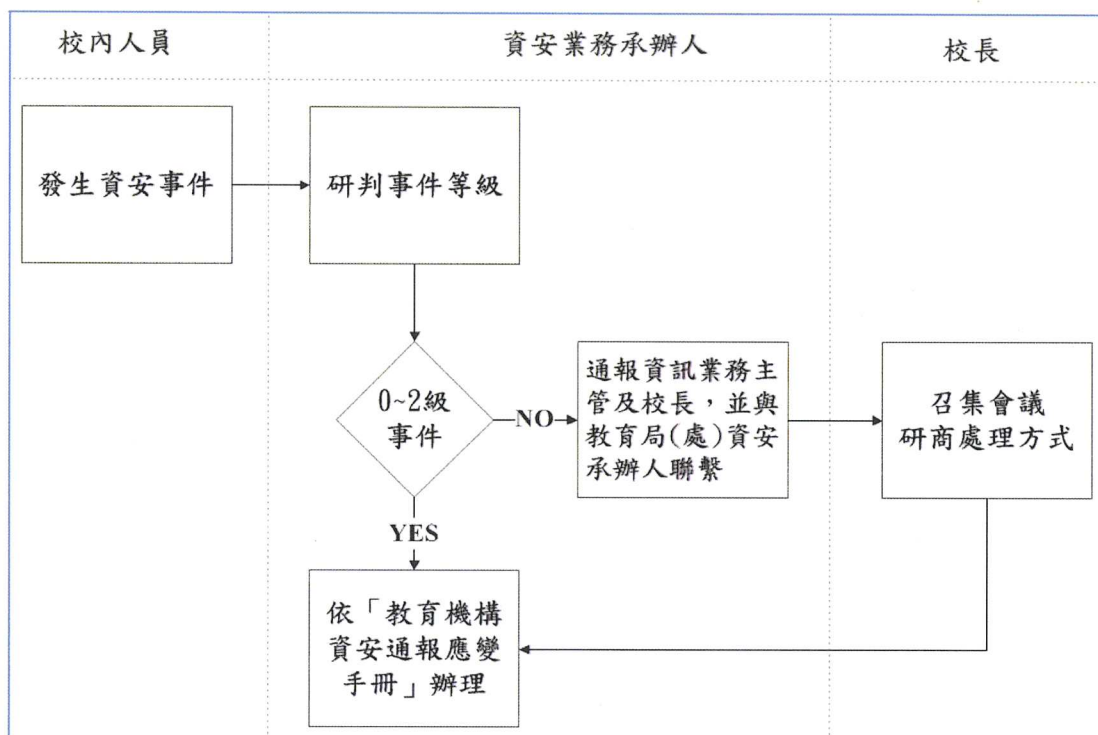 校內人員
資安業務承辦人
校長
發生資安事件
研判事件等級
0~2級
事件
NO
通報資訊業務主
管及校長，並與
教育局(處)資安
承辦人聯繫
召集會議
研商處理方式
YES
依「教育機構
資安通報應變
手冊」辦理